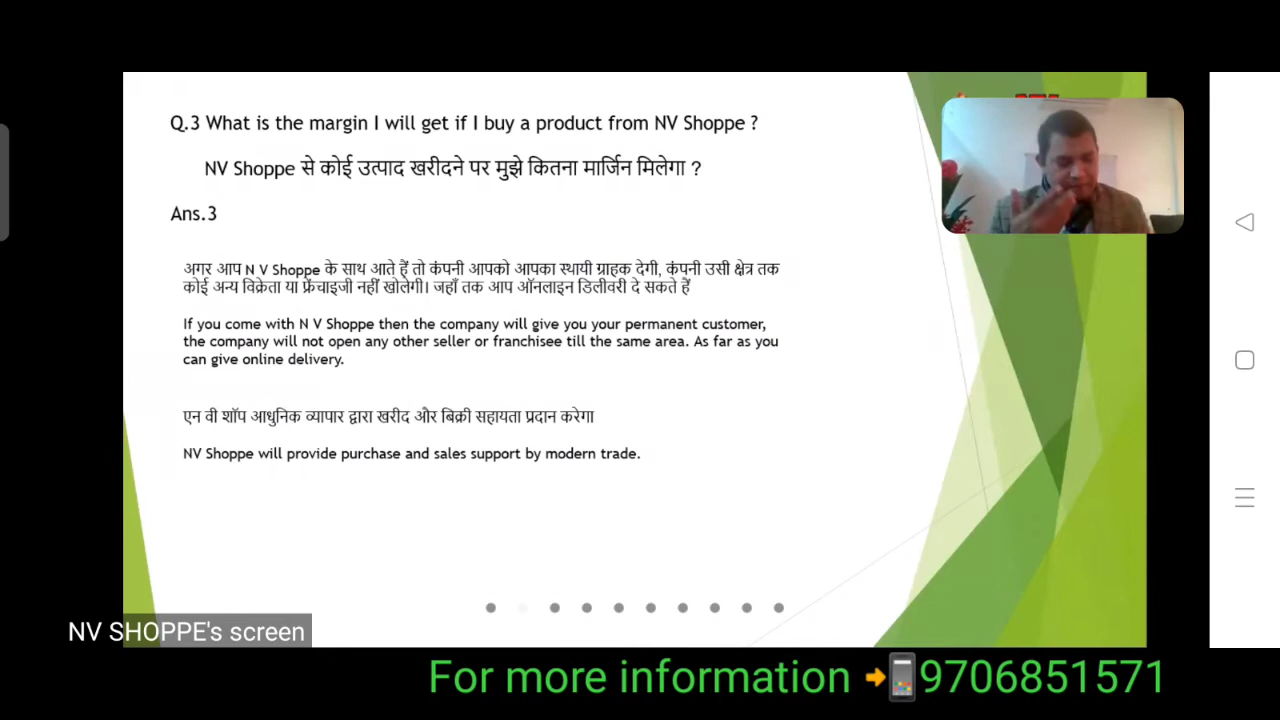 Q.3 What is the margin I will get if I buy a product from NV Shoppe ?
NV Shoppe से कोई उत्पाद खरीदने पर मुझे कितना मार्जिन मिलेगा ?
Ans.3
अगर आप N V Shoppe के साथ आते हैं तो कंपनी आपको आपका स्थायी ग्राहक देगी, कंपनी उसी क्षेत्र तक
कोई अन्य विक्रेता या फ्रैंचाइजी नहीं खोलेगी। जहाँ तक आप ऑनलाइन डिलीवरी दे सकते हैं
If you come with N V Shoppe then the company will give you your permanent customer,
the company will not open any other seller or franchisee till the same area. As far as you
can give online delivery.
एन वी शॉप आधुनिक व्यापार द्वारा खरीद और बिक्री सहायता प्रदान करेगा
NV Shoppe will provide purchase and sales support by modern trade.
NV SHOPPE's screen
For more information 9706851571